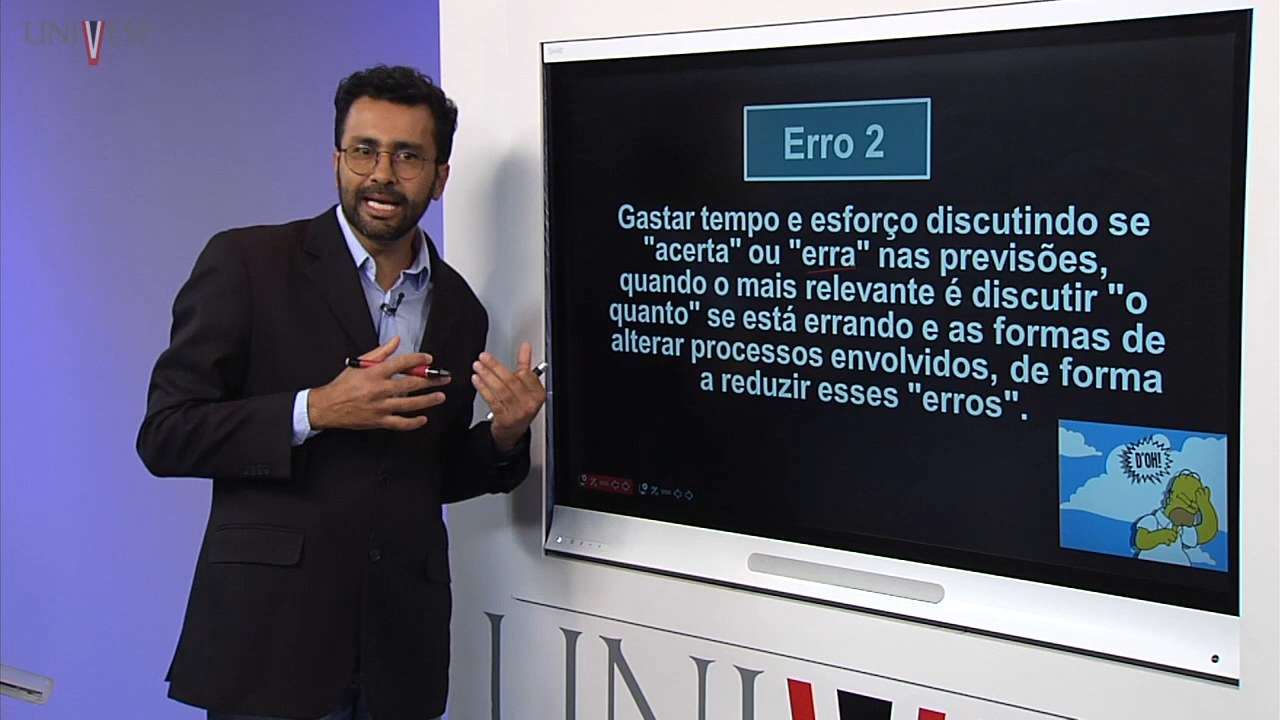 UNIVESP
Erro 2
Gastar tempo e esforço discutindo se
"acerta" ou "erra" nas previsões,
quando o mais relevante é discutir "o
quanto" se está errando e as formas de
alterar processos envolvidos, de forma
a reduzir esses "erros".
D'OH!
UNIV